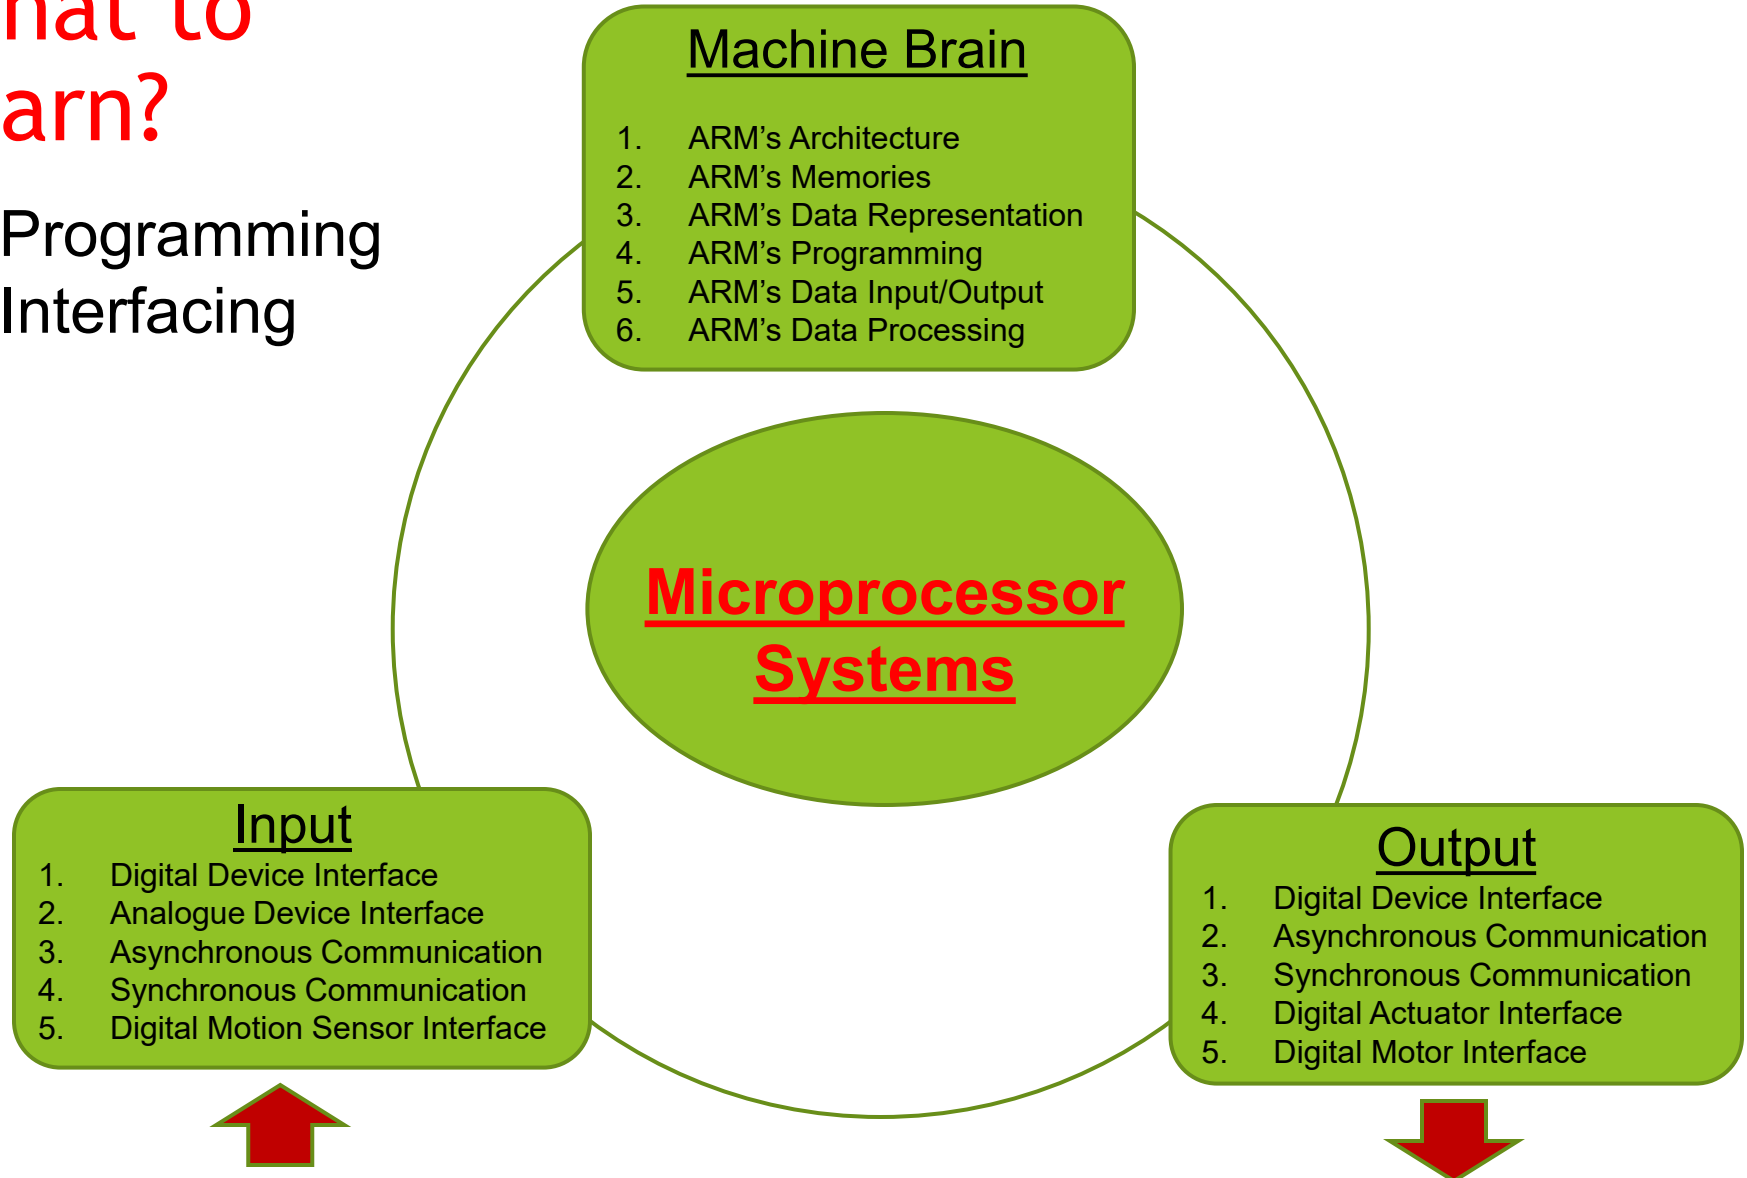 hat to
arn?
Programming
Interfacing
Machine Brain
1. ARM's Architecture
2. ARM's Memories
3. ARM's Data Representation
4. ARM's Programming
5. ARM's Data Input/Output
6. ARM's Data Processing
Microprocessor
Systems
Input
1. Digital Device Interface
2. Analogue Device Interface
3. Asynchronous Communication
4. Synchronous Communication
5. Digital Motion Sensor Interface
Output
1. Digital Device Interface
2. Asynchronous Communication
3. Synchronous Communication
4. Digital Actuator Interface
5. Digital Motor Interface